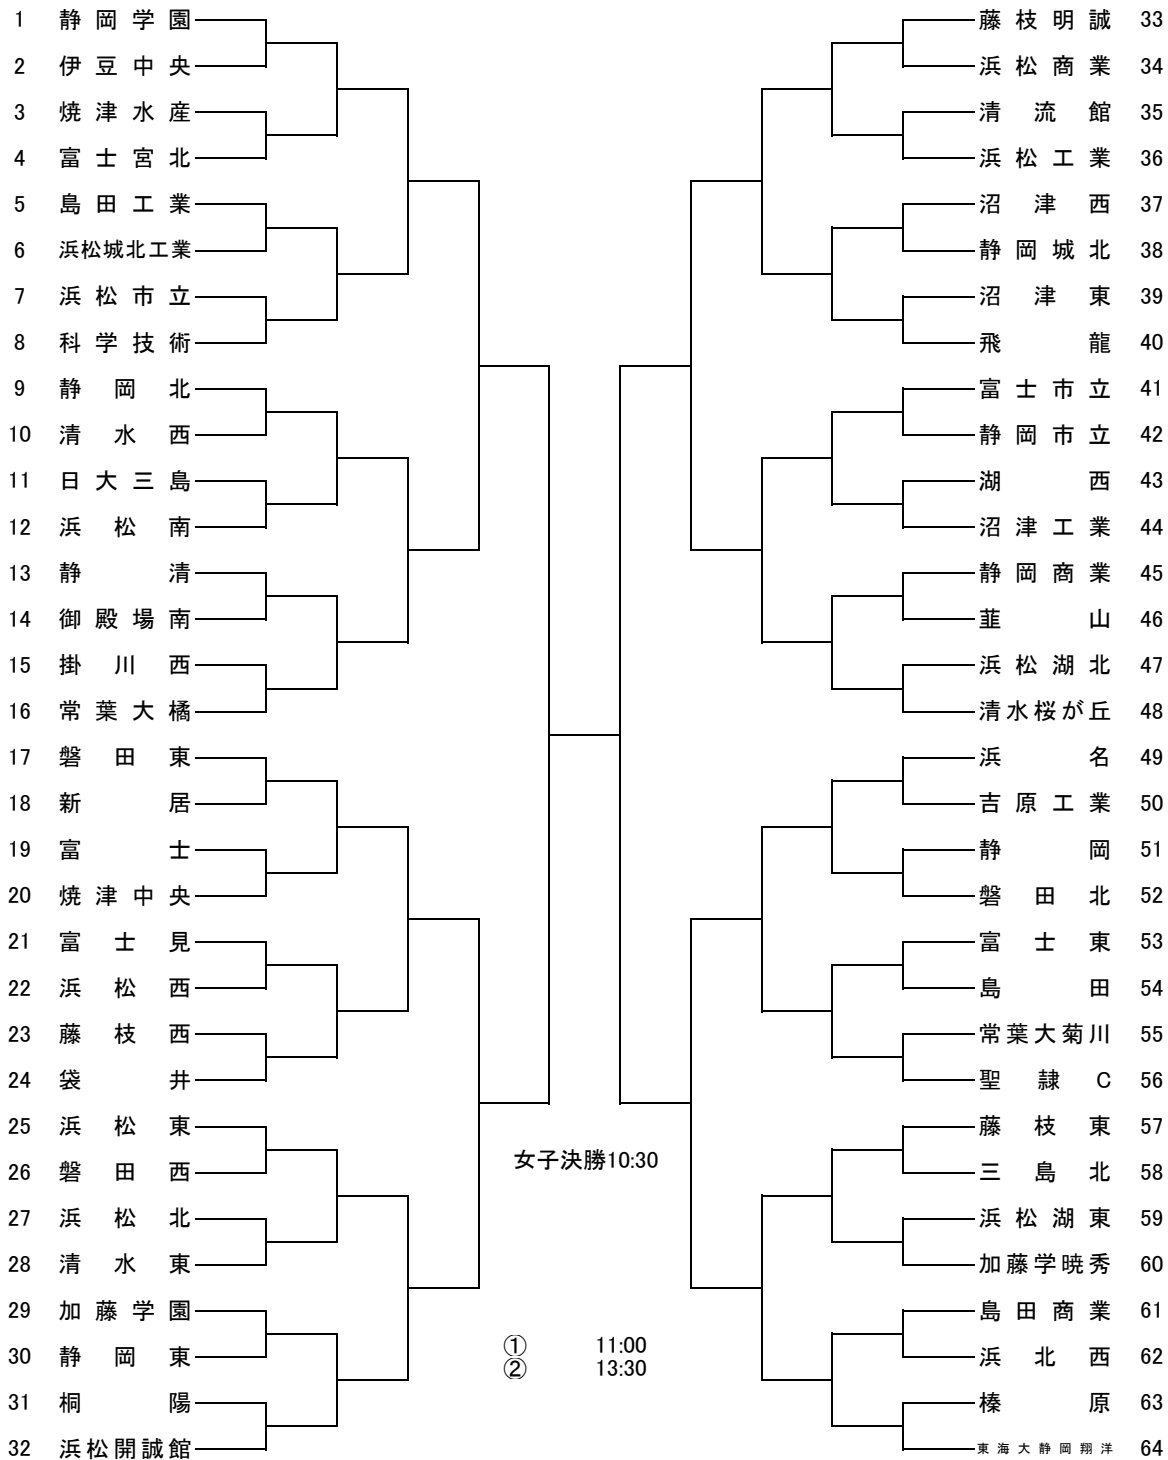 1 静岡学園
2 伊豆中央
3 焼津水産
4 富士宮北
5 島田工業
6 浜松城北工業
7 浜松市立
8 科学技術
9 静岡北
10 清水西
11 日大三島
12 浜松南
13 静清
14 御殿場南
15 掛川西
16 常葉大橘
17 磐田東
18 新居
19 富士
20 焼津中央
21 富士見
22 浜松西
23 藤枝西
24 袋井
25 浜松東
26 磐田西
27 浜松北
28 清水東
29 加藤学園
30 静岡東
31 桐陽
32 浜松開誠館
女子決勝10:30
① 11:00
② 13:30
藤枝明誠 33
浜松商業 34
清流館 35
浜松工業 36
沼津西 37
静岡城北 38
沼津東 39
飛龍 40
富士市立 41
静岡市立 42
湖西 43
沼津工業 44
静岡商業 45
韮山 46
浜松湖北 47
清水桜が丘 48
浜名 49
吉原工業 50
静岡 51
磐田北 52
富士東 53
島田 54
常葉大菊川 55
聖隷C 56
藤枝東 57
三島北 58
浜松湖東 59
加藤学暁秀 60
島田商業 61
浜北西 62
榛原 63
東海大静岡翔洋 64